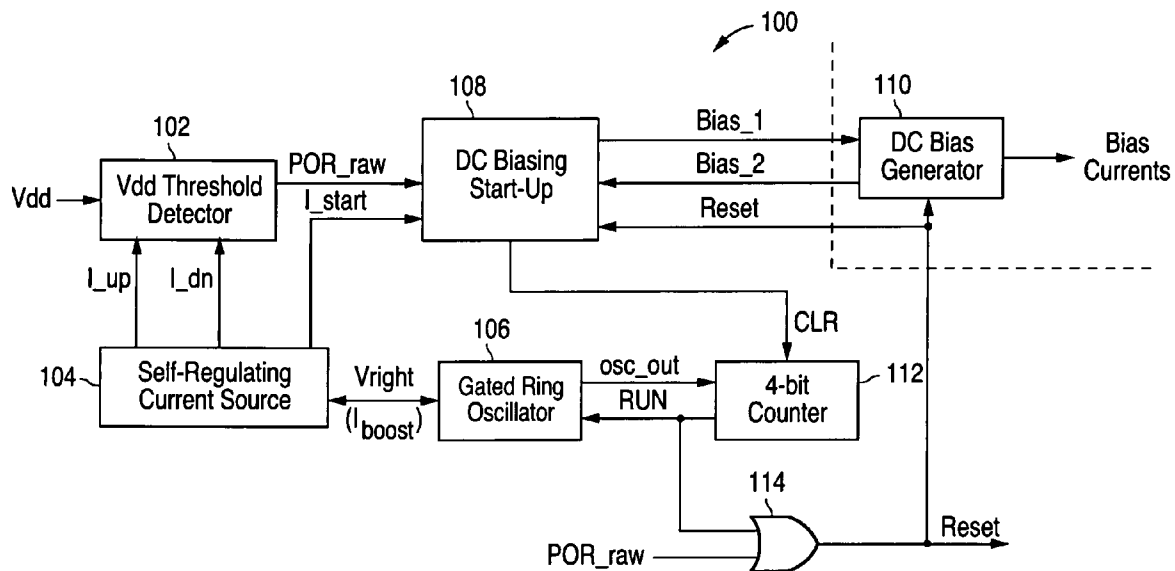 100
108
110
102
Bias_1
DC Biasing
Start-Up
DC Bias
Generator
Bias
Currents
POR_raw
Vdd
Vdd Threshold
Detector
Bias_2
I_start
Reset
I_up
I_dn
CLR
106
104
Self-Regulating
Current Source
Vright
(Iboost)
Gated Ring
Oscillator
osc_out
RUN
4-bit
Counter
112
114
POR_raw
Reset